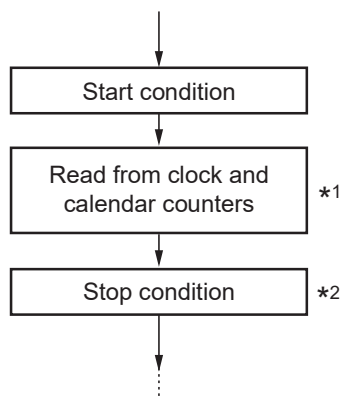 Start condition
Read from clock and
calendar counters
*1
Stop condition
*2